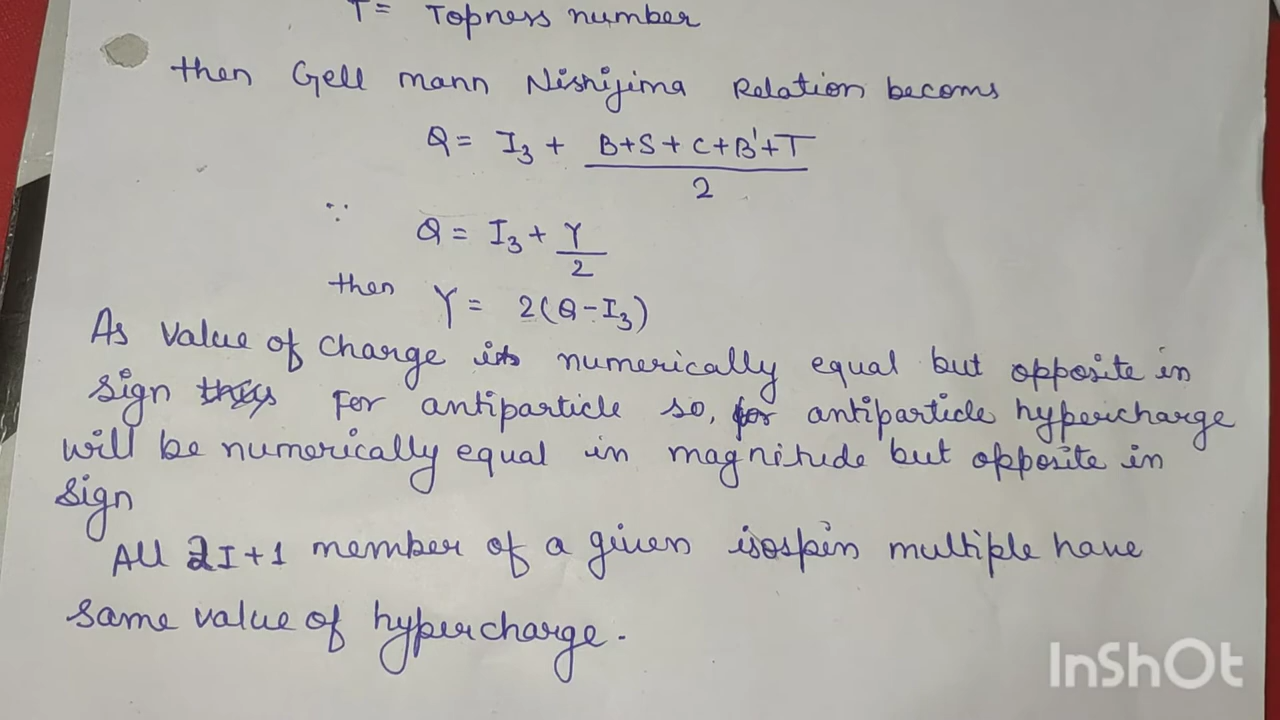 T= Topness number
then Gell mann Nishijima Relation becoms
Q= I₃ + B+S+C+B'+T
2
∵ Q= I₃+ Y
2
then Y= 2(Q-I₃)
As value of charge is numerically equal but opposite in
sign For antiparticle so, for antiparticle hypercharge
will be numerically equal in magnitude but opposite in
sign
All 2I+1 member of a given isospin multiple have
same value of hypercharge.
InShOt